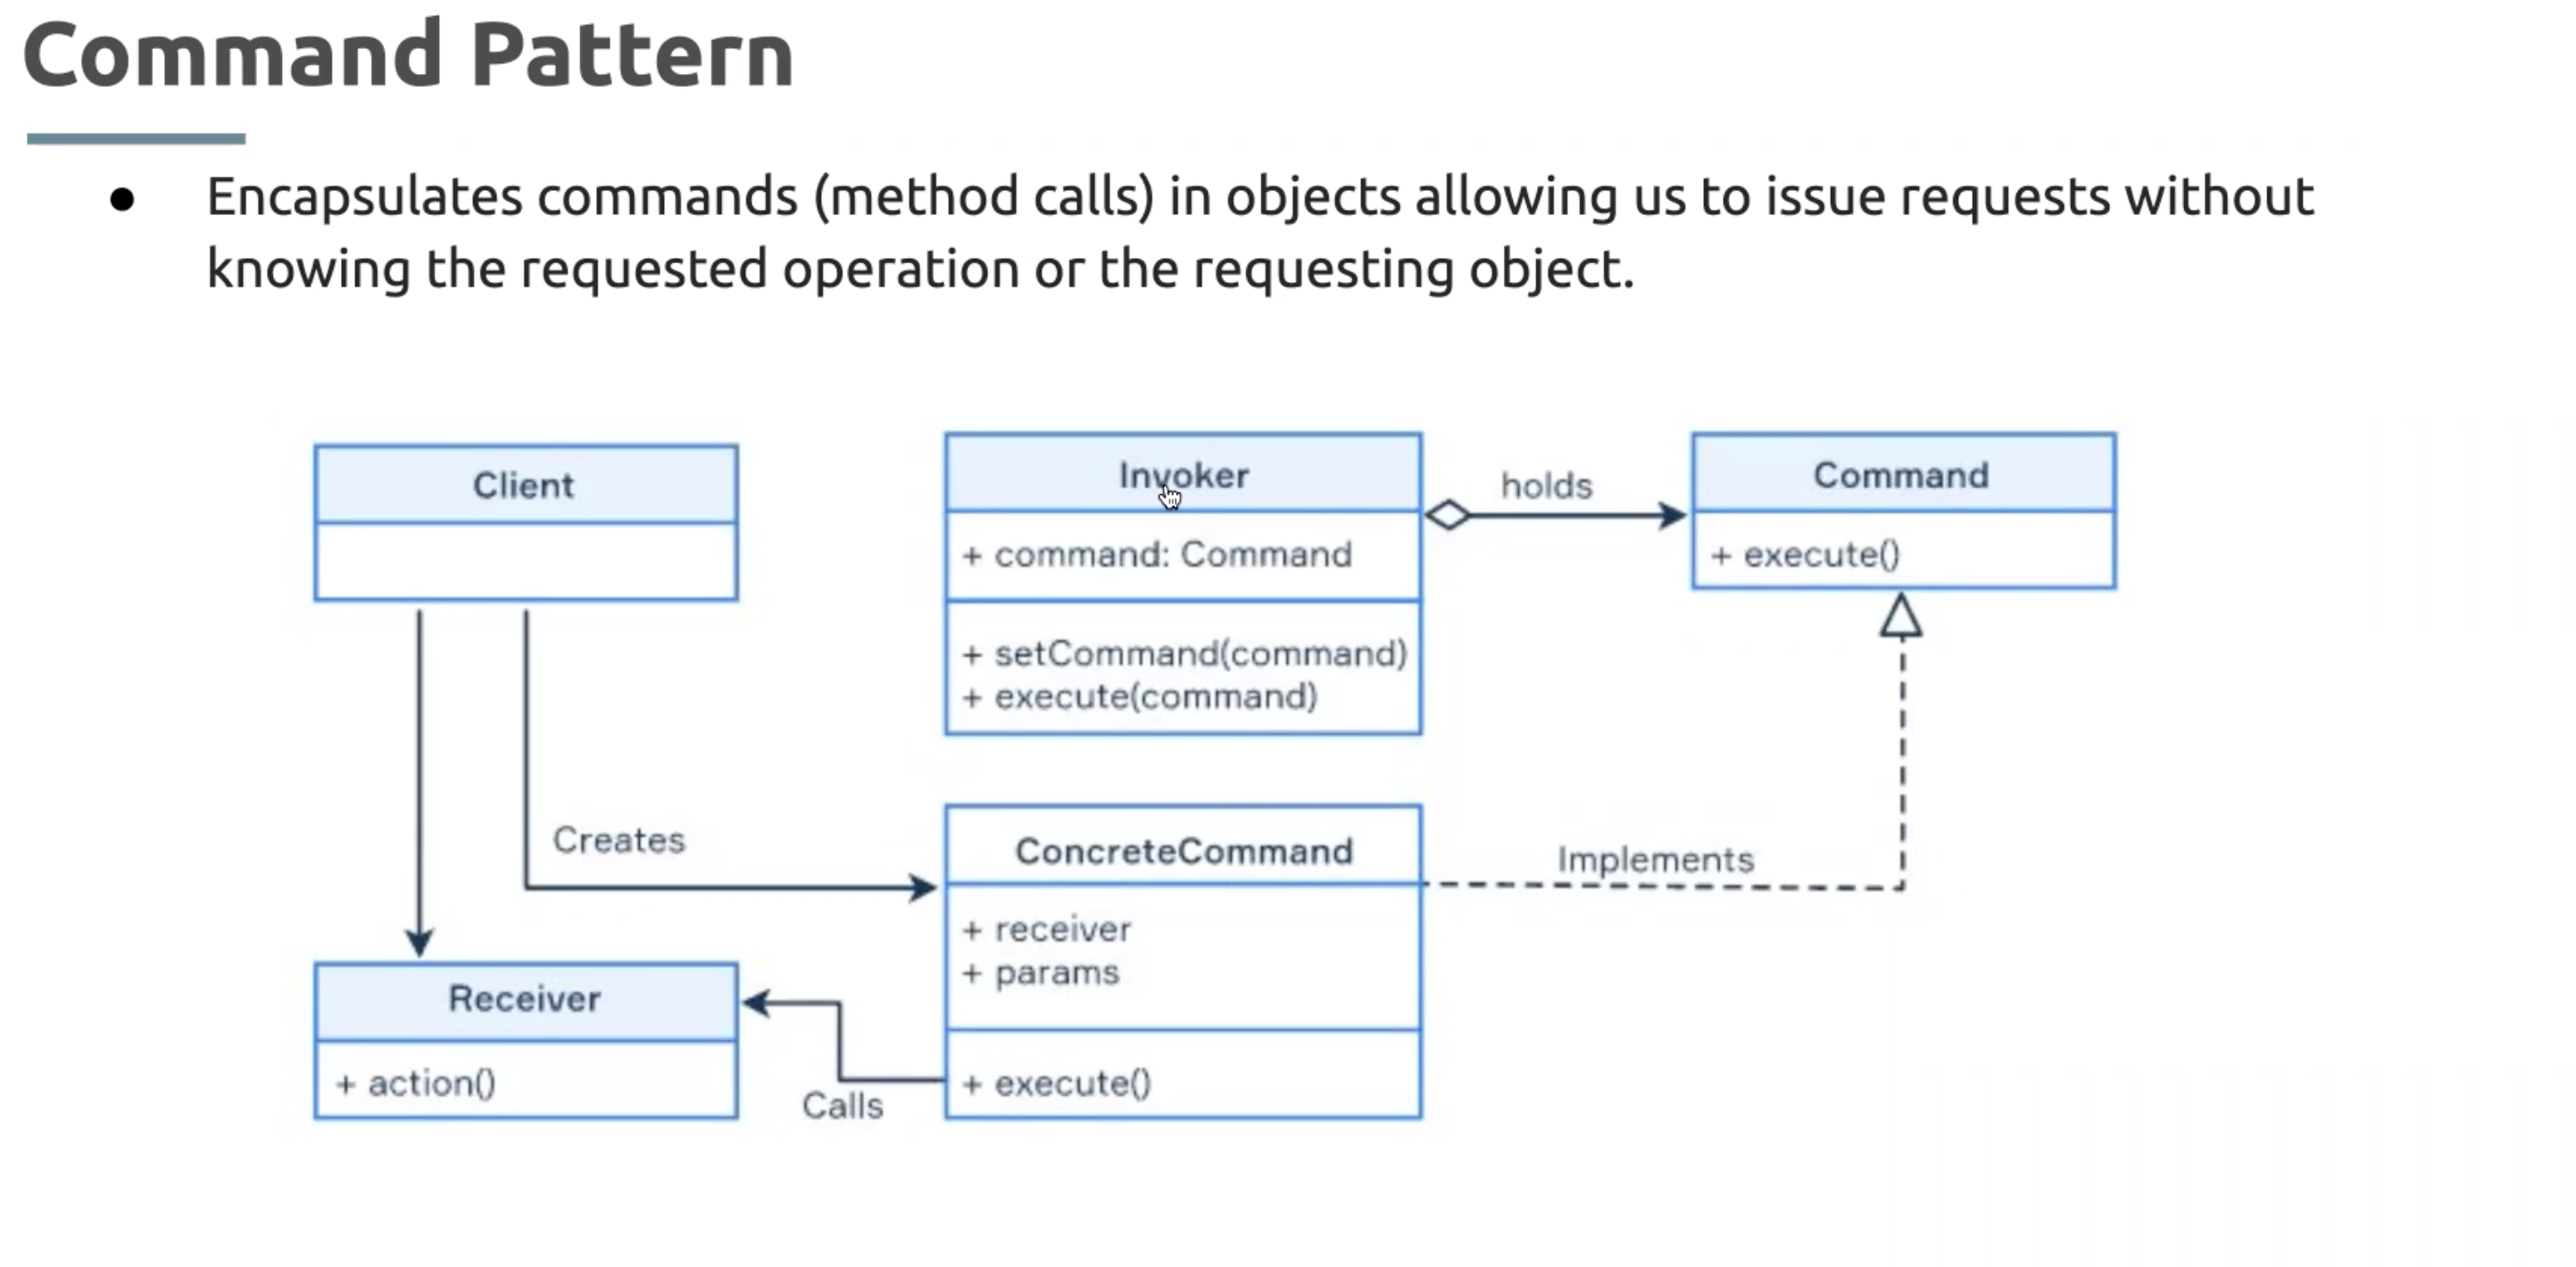 Command Pattern
● Encapsulates commands (method calls) in objects allowing us to issue requests without
knowing the requested operation or the requesting object.
Client
Invoker
+ command: Command
+ setCommand(command)
+ execute(command)
holds
Command
+ execute()
Creates
ConcreteCommand
+ receiver
+ params
+ execute()
Implements
Receiver
+ action()
Calls